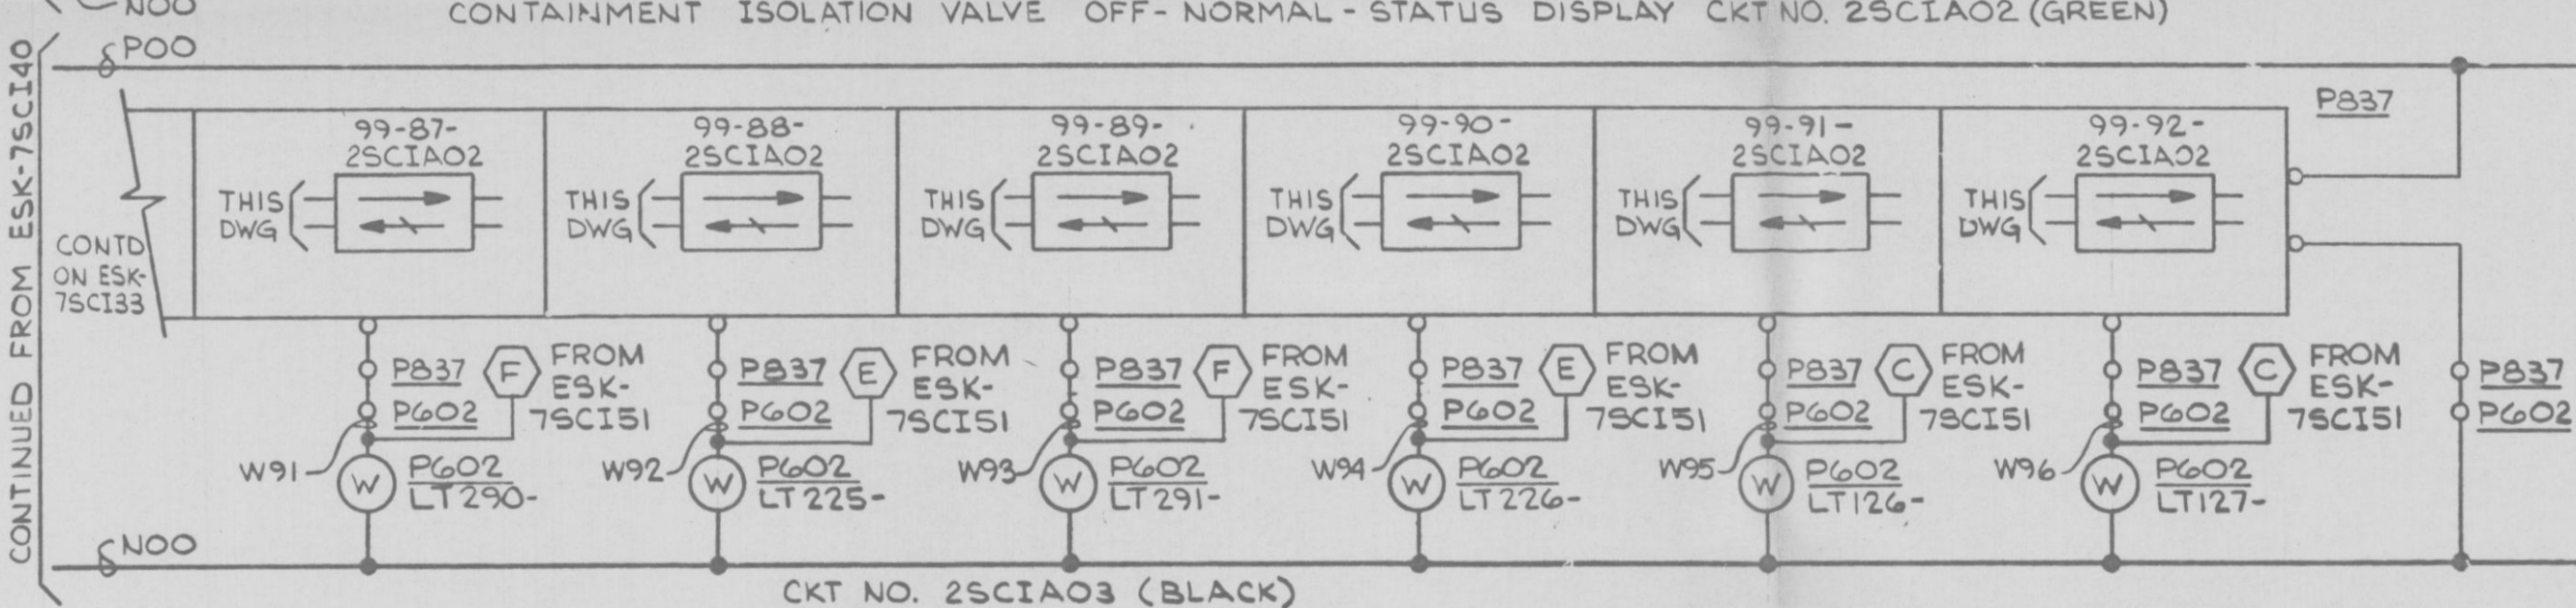 NOO
CONTAINMENT ISOLATION VALVE OFF-NORMAL-STATUS DISPLAY CKT NO. 2SCIA02 (GREEN)
CONTINUED FROM ESK-7SCI40
POO
P837
CONTD
ON ESK-
7SCI33
99-87-
2SCIA02
THIS
DWG
99-88-
2SCIA02
THIS
DWG
99-89-
2SCIA02
THIS
DWG
99-90-
2SCIA02
THIS
DWG
99-91-
2SCIA02
THIS
DWG
99-92-
2SCIA02
THIS
DWG
P837
P602
F
FROM
ESK-
7SCI51
W91
W
P602
LT290-
P837
P602
E
FROM
ESK-
7SCI51
W92
W
P602
LT225-
P837
P602
F
FROM
ESK-
7SCI51
W93
W
P602
LT291-
P837
P602
E
FROM
ESK-
7SCI51
W94
W
P602
LT226-
P837
P602
C
FROM
ESK-
7SCI51
W95
W
P602
LT126-
P837
P602
C
FROM
ESK-
7SCI51
W96
W
P602
LT127-
P837
P602
NOO
CKT NO. 2SCIA03 (BLACK)